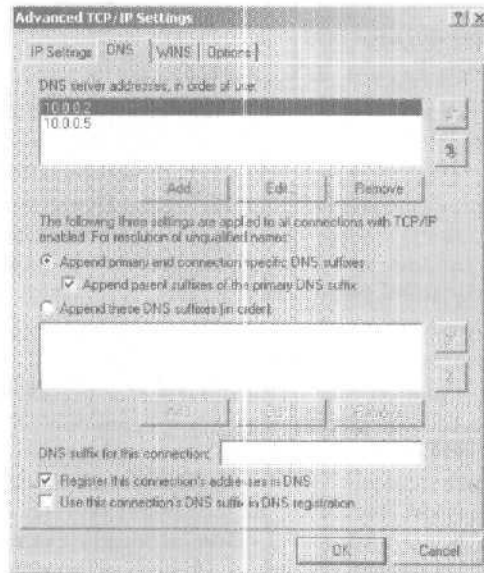 Advanced TCP/IP Settings
IP Settings DNS WINS Options
DNS server addresses, in order of use:
10.0.0.2
10.0.0.5
Add... Edit... Remove
The following three settings are applied to all connections with TCP/IP
enabled. For resolution of unqualified names:
Append primary and connection specific DNS suffixes
Append parent suffixes of the primary DNS suffix
Append these DNS suffixes (in order):
Add... Remove
DNS suffix for this connection:
Register this connection's addresses in DNS
Use this connection's DNS suffix in DNS registration
OK Cancel